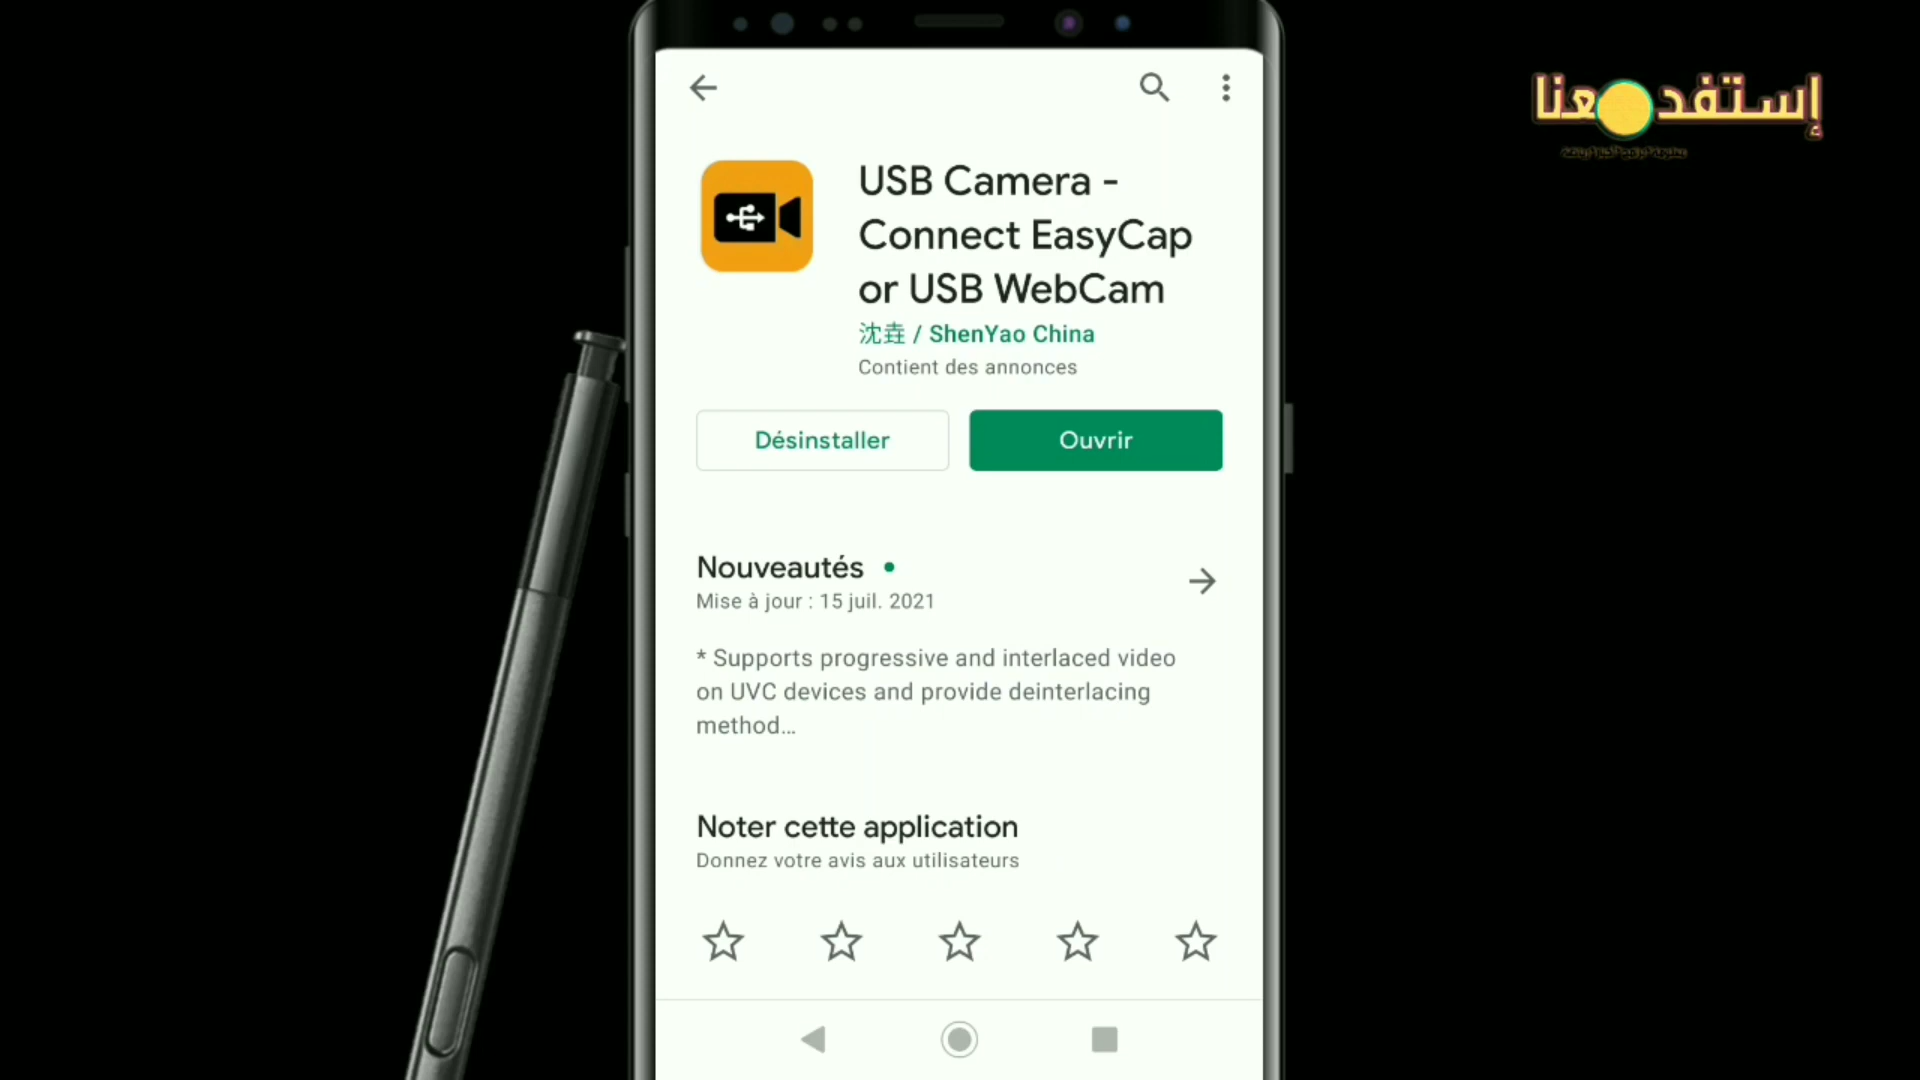 إستفد معنا
USB Camera -
Connect EasyCap
or USB WebCam
沈垚 / ShenYao China
Contient des annonces
Désinstaller
Ouvrir
Nouveautés
Mise à jour : 15 juil. 2021
* Supports progressive and interlaced video
on UVC devices and provide deinterlacing
method…
Noter cette application
Donnez votre avis aux utilisateurs